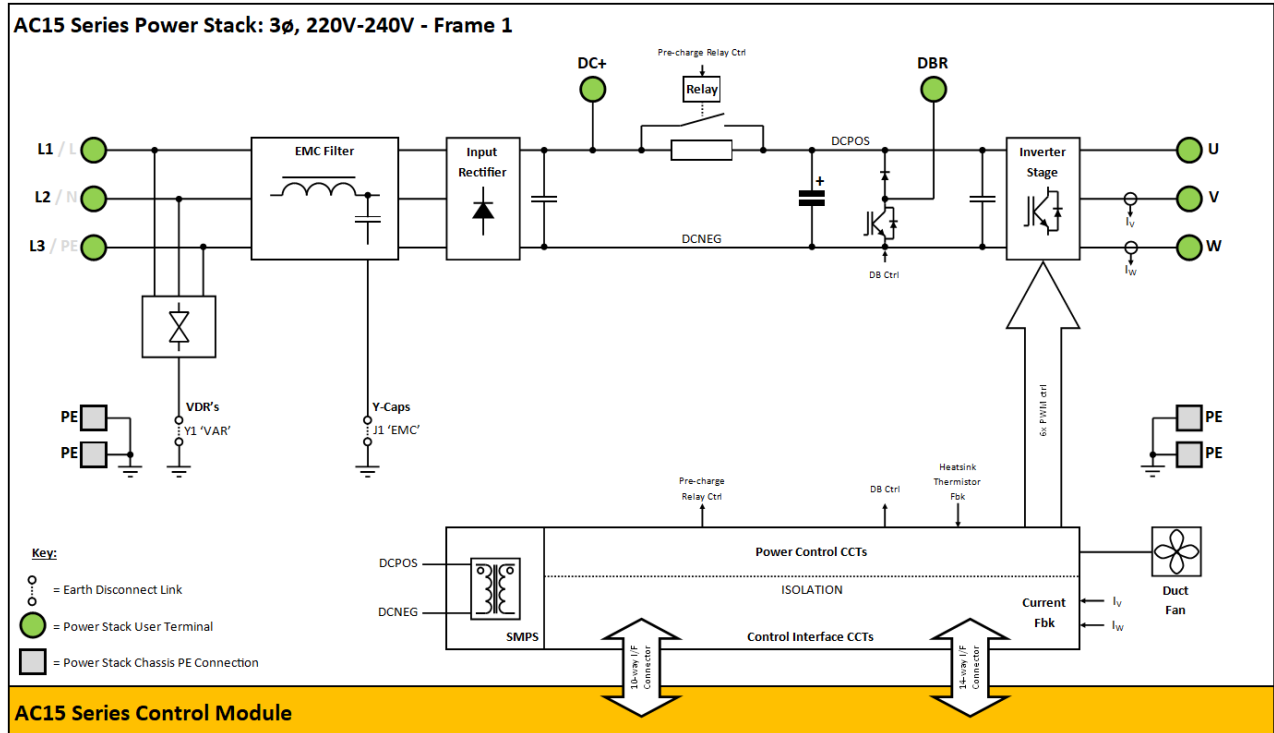 AC15 Series Power Stack: 3ø, 220V-240V - Frame 1
Pre-charge Relay Ctrl
DC+
DBR
Relay
L1 / L
EMC Filter
Input
Rectifier
DCPOS
Inverter
Stage
U
L2 / N
+
V
IV
L3 / PE
DCNEG
W
IW
DB Ctrl
6x PWM ctrl
VDR's
Y1 'VAR'
Y-Caps
J1 'EMC'
PE
PE
PE
PE
Pre-charge
Relay Ctrl
DB Ctrl
Heatsink
Thermistor
Fbk
Key:
= Earth Disconnect Link
= Power Stack User Terminal
= Power Stack Chassis PE Connection
DCPOS
DCNEG
SMPS
Power Control CCTs
ISOLATION
Control Interface CCTs
Current
Fbk
IV
IW
Duct
Fan
10-way I/F
Connector
14-way I/F
Connector
AC15 Series Control Module